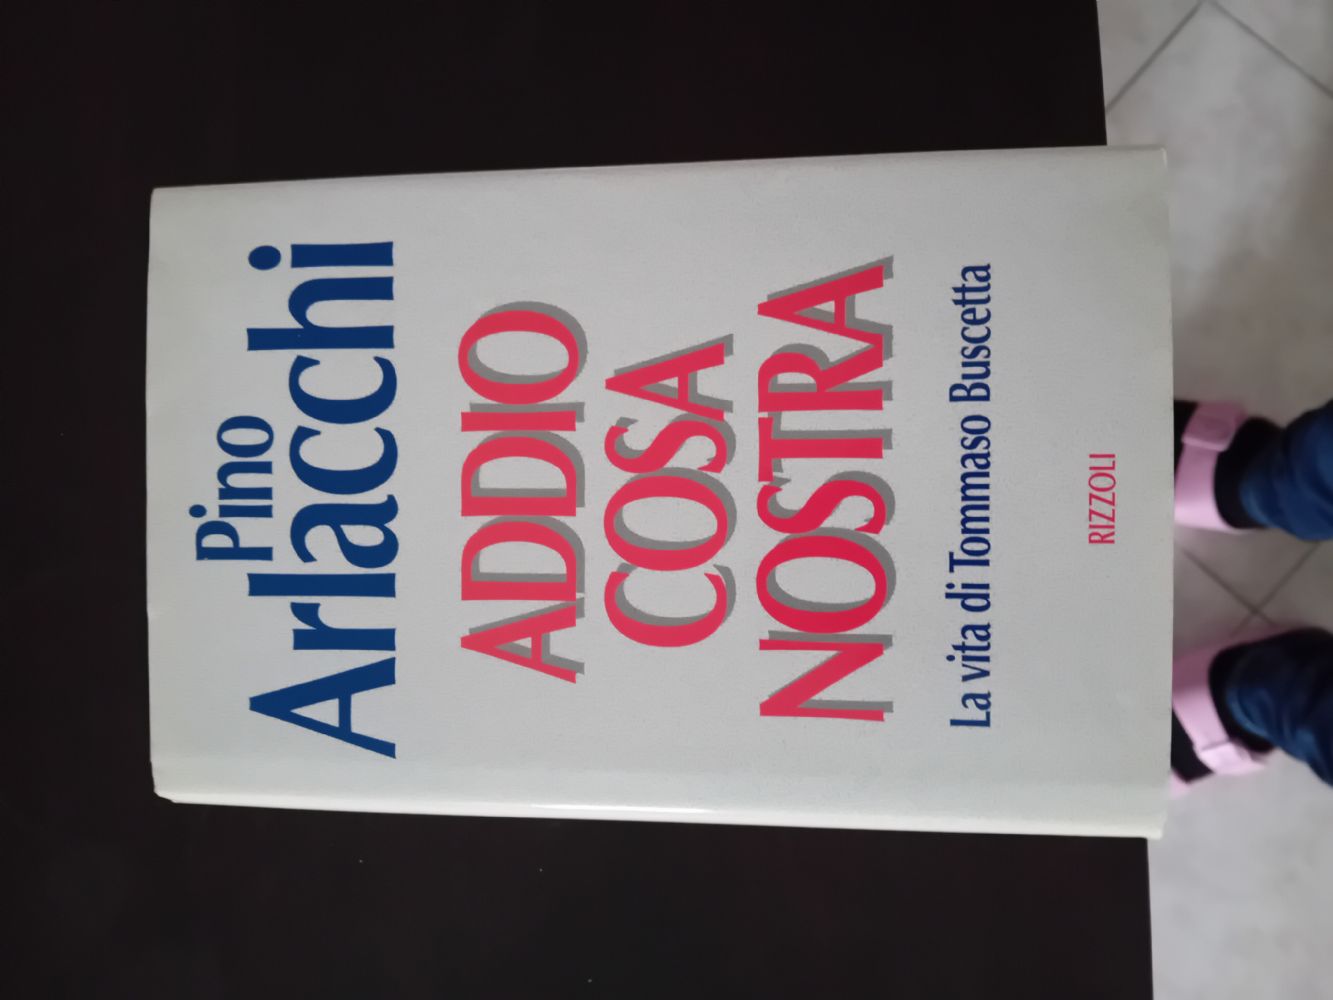 Pino
Arlacchi
ADDIO
COSA
NOSTRA
La vita di Tommaso Buscetta
RIZZOLI